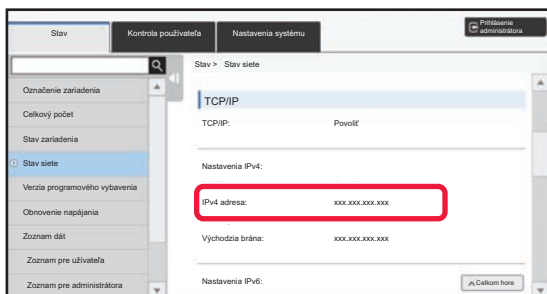 Stav
Kontrola používateľa
Nastavenia systému
Prihlásenie
administrátora
Stav > Stav siete
Označenie zariadenia
Celkový počet
Stav zariadenia
Stav siete
Verzia programového vybavenia
Obnovenie napájania
Zoznam dát
Zoznam pre užívateľa
Zoznam pre administrátora
TCP/IP
TCP/IP: Povoliť
Nastavenia IPv4:
IPv4 adresa: xxx.xxx.xxx.xxx
Východzia brána: xxx.xxx.xxx.xxx
Nastavenia IPv6:
Celkom hore